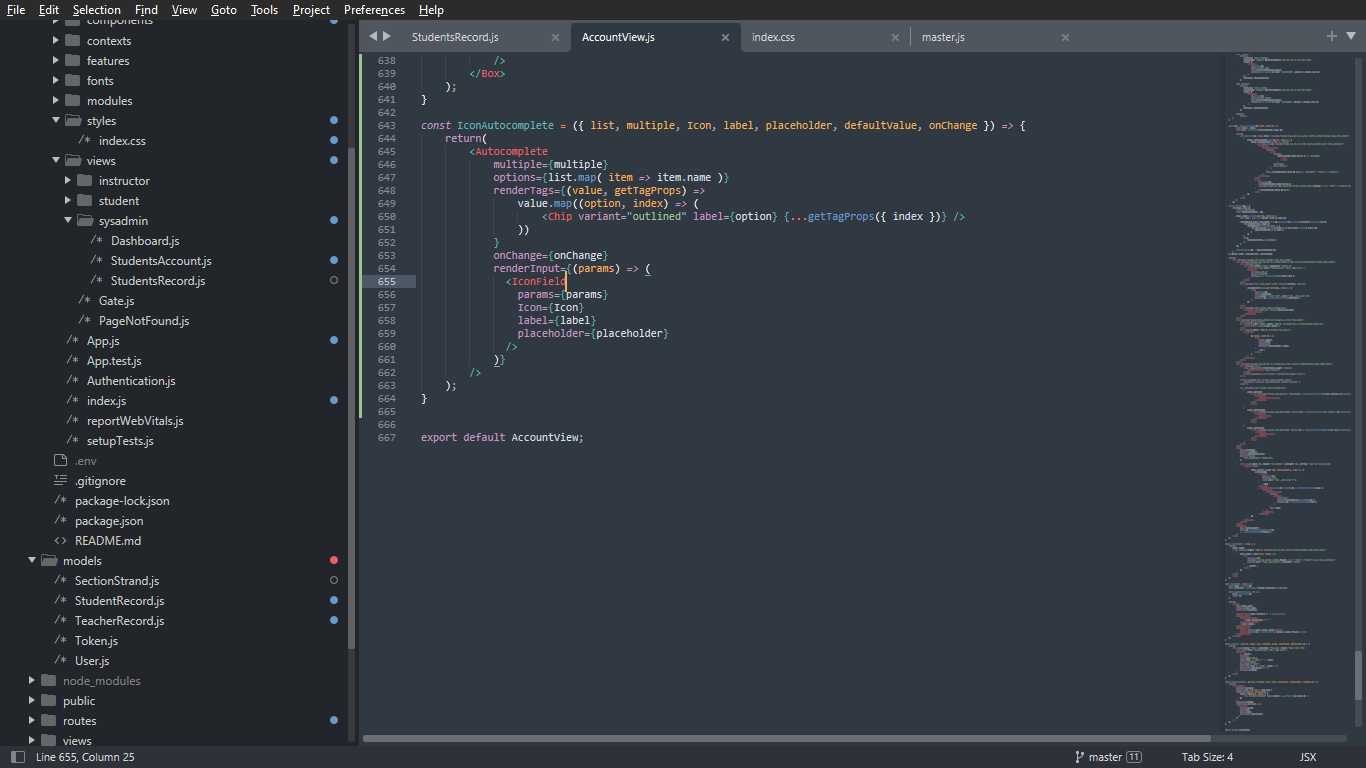 File Edit Selection Find View Goto Tools Project Preferences Help
components
contexts
features
fonts
modules
styles
/* index.css
views
instructor
student
sysadmin
/* Dashboard.js
/* StudentsAccount.js
/* StudentsRecord.js
/* Gate.js
/* PageNotFound.js
/* App.js
/* App.test.js
/* Authentication.js
/* index.js
/* reportWebVitals.js
/* setupTests.js
.env
.gitignore
/* package-lock.json
/* package.json
<> README.md
models
/* SectionStrand.js
/* StudentRecord.js
/* TeacherRecord.js
/* Token.js
/* User.js
node_modules
public
routes
views
StudentsRecord.js × AccountView.js × index.css × master.js × +
638 />
639 </Box>
640 );
641 }
642
643 const IconAutocomplete = ({ list, multiple, Icon, label, placeholder, defaultValue, onChange }) => {
644 return(
645 <Autocomplete
646 multiple={multiple}
647 options={list.map( item => item.name )}
648 renderTags={(value, getTagProps) =>
649 value.map((option, index) => (
650 <Chip variant="outlined" label={option} {...getTagProps({ index })} />
651 ))
652 }
653 onChange={onChange}
654 renderInput={(params) => (
655 <IconField
656 params={params}
657 Icon={Icon}
658 label={label}
659 placeholder={placeholder}
660 />
661 )}
662 />
663 );
664 }
665
666
667 export default AccountView;
Line 655, Column 25 master 11 Tab Size: 4 JSX